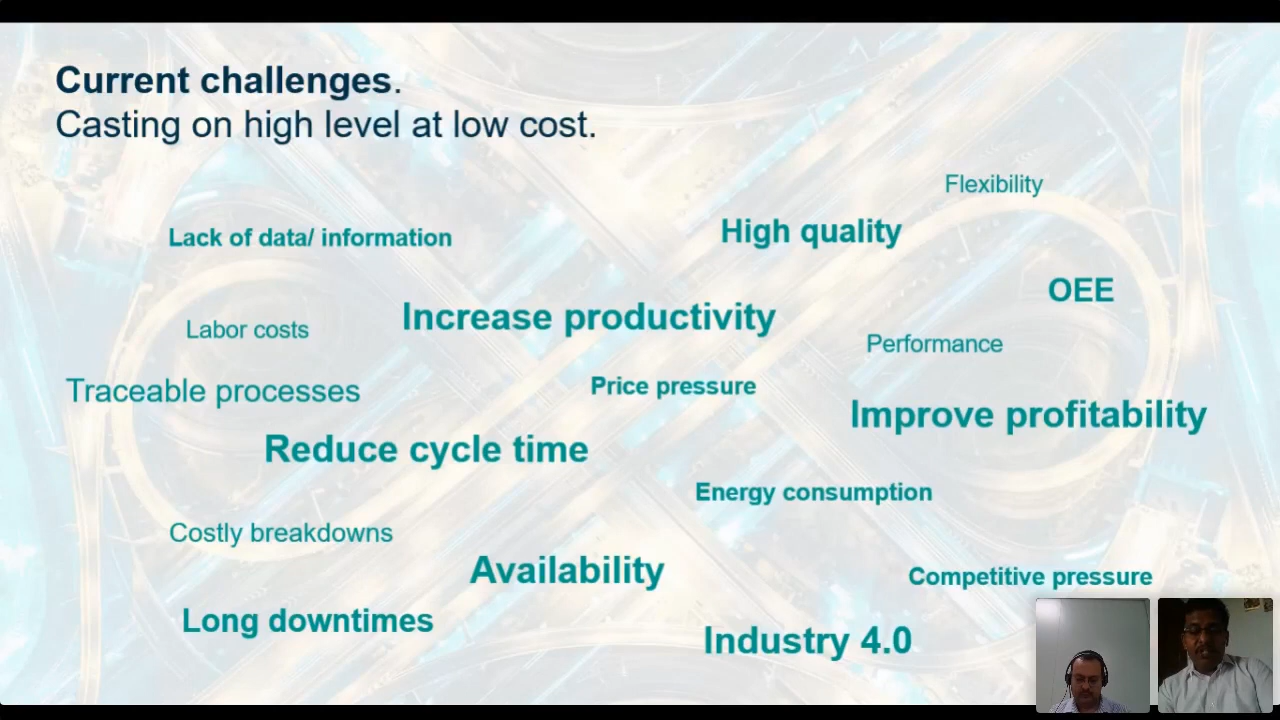 Current challenges.
Casting on high level at low cost.
Flexibility
Lack of data/ information
High quality
OEE
Increase productivity
Labor costs
Performance
Traceable processes
Price pressure
Improve profitability
Reduce cycle time
Energy consumption
Costly breakdowns
Availability
Competitive pressure
Long downtimes
Industry 4.0